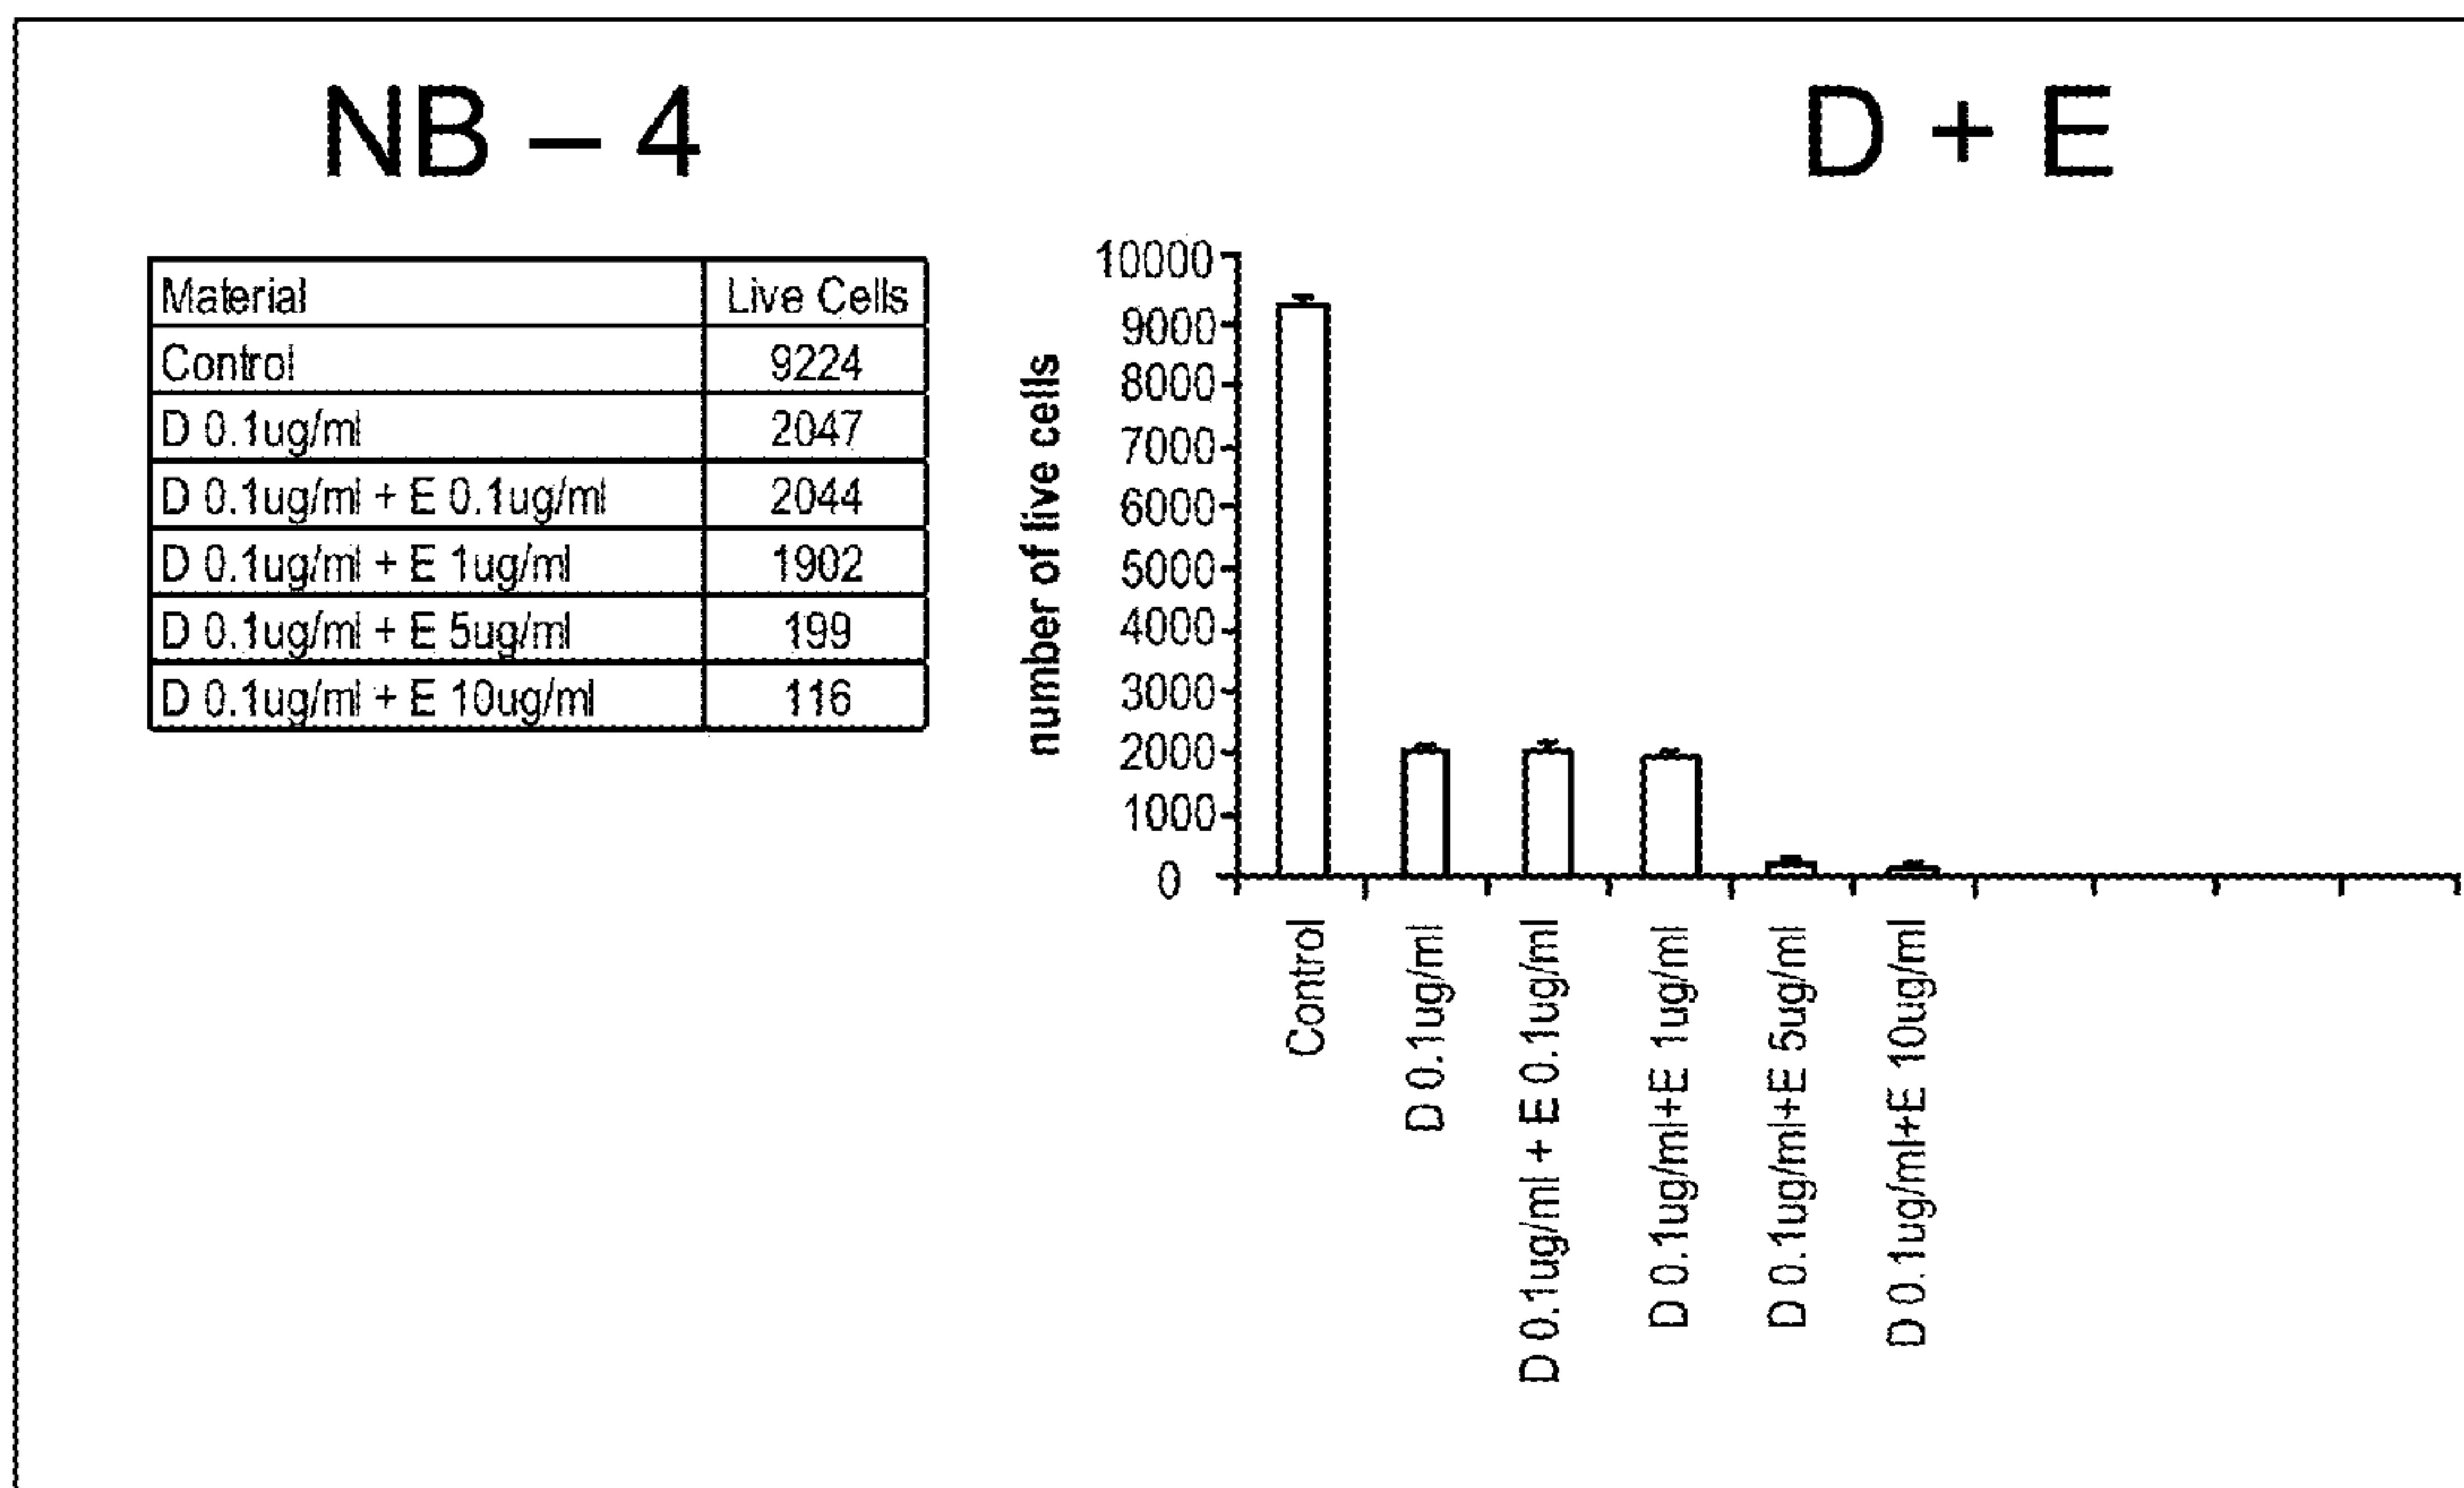 NB – 4
D + E
Material Live Cells
Control 9224
D 0.1ug/ml 2047
D 0.1ug/ml + E 0.1ug/ml 2044
D 0.1ug/ml + E 1ug/ml 1902
D 0.1ug/ml + E 5ug/ml 199
D 0.1ug/ml + E 10ug/ml 116
number of live cells
10000
9000
8000
7000
6000
5000
4000
3000
2000
1000
0
Control
D 0.1ug/ml
D 0.1ug/ml + E 0.1ug/ml
D 0.1ug/ml+E 1ug/ml
D 0.1ug/ml+E 5ug/ml
D 0.1ug/ml+E 10ug/ml